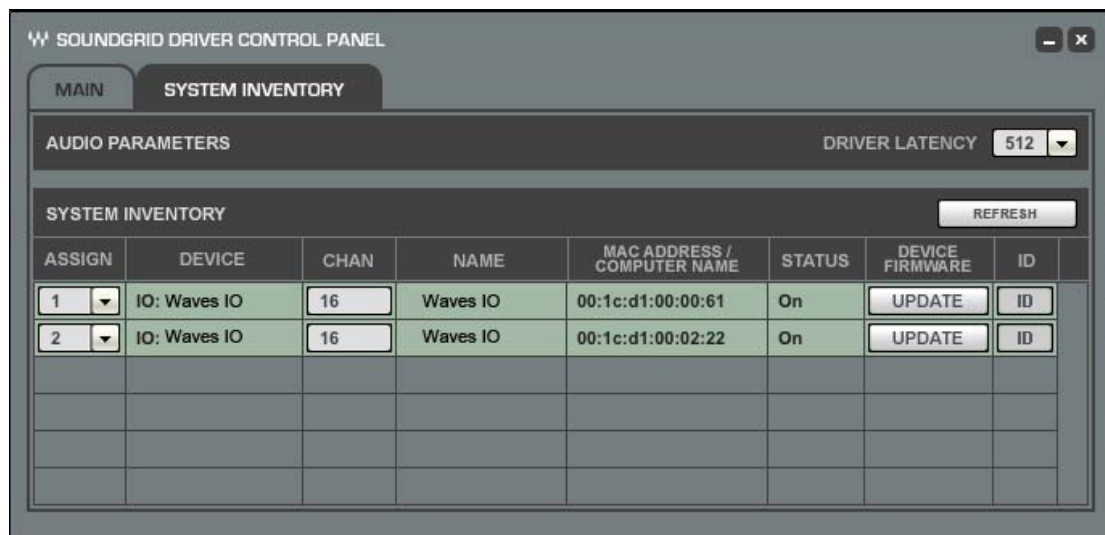 SOUNDGRID DRIVER CONTROL PANEL
MAIN SYSTEM INVENTORY
AUDIO PARAMETERS DRIVER LATENCY 512
SYSTEM INVENTORY REFRESH
ASSIGN DEVICE CHAN NAME MAC ADDRESS / COMPUTER NAME STATUS DEVICE FIRMWARE ID
1 IO: Waves IO 16 Waves IO 00:1c:d1:00:00:61 On UPDATE ID
2 IO: Waves IO 16 Waves IO 00:1c:d1:00:02:22 On UPDATE ID